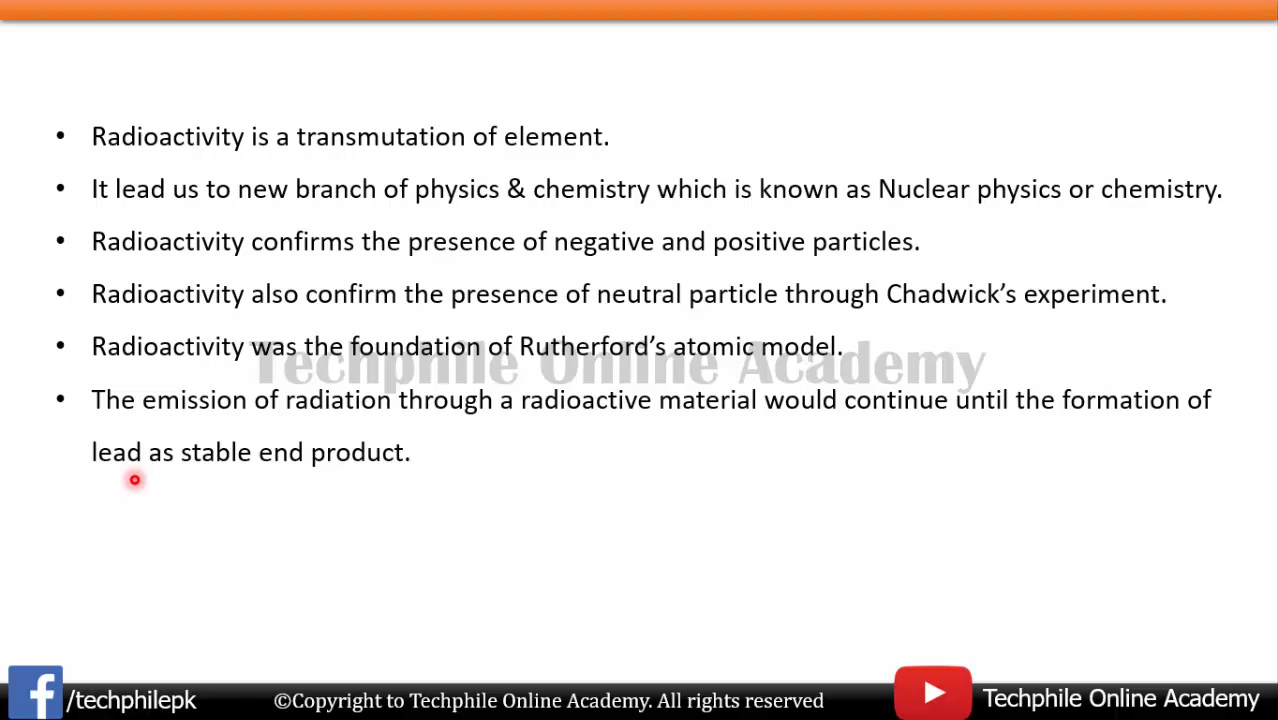 • Radioactivity is a transmutation of element.
• It lead us to new branch of physics & chemistry which is known as Nuclear physics or chemistry.
• Radioactivity confirms the presence of negative and positive particles.
• Radioactivity also confirm the presence of neutral particle through Chadwick’s experiment.
• Radioactivity was the foundation of Rutherford’s atomic model.
Techphile Online Academy
• The emission of radiation through a radioactive material would continue until the formation of
lead as stable end product.
f /techphilepk ©Copyright to Techphile Online Academy. All rights reserved Techphile Online Academy